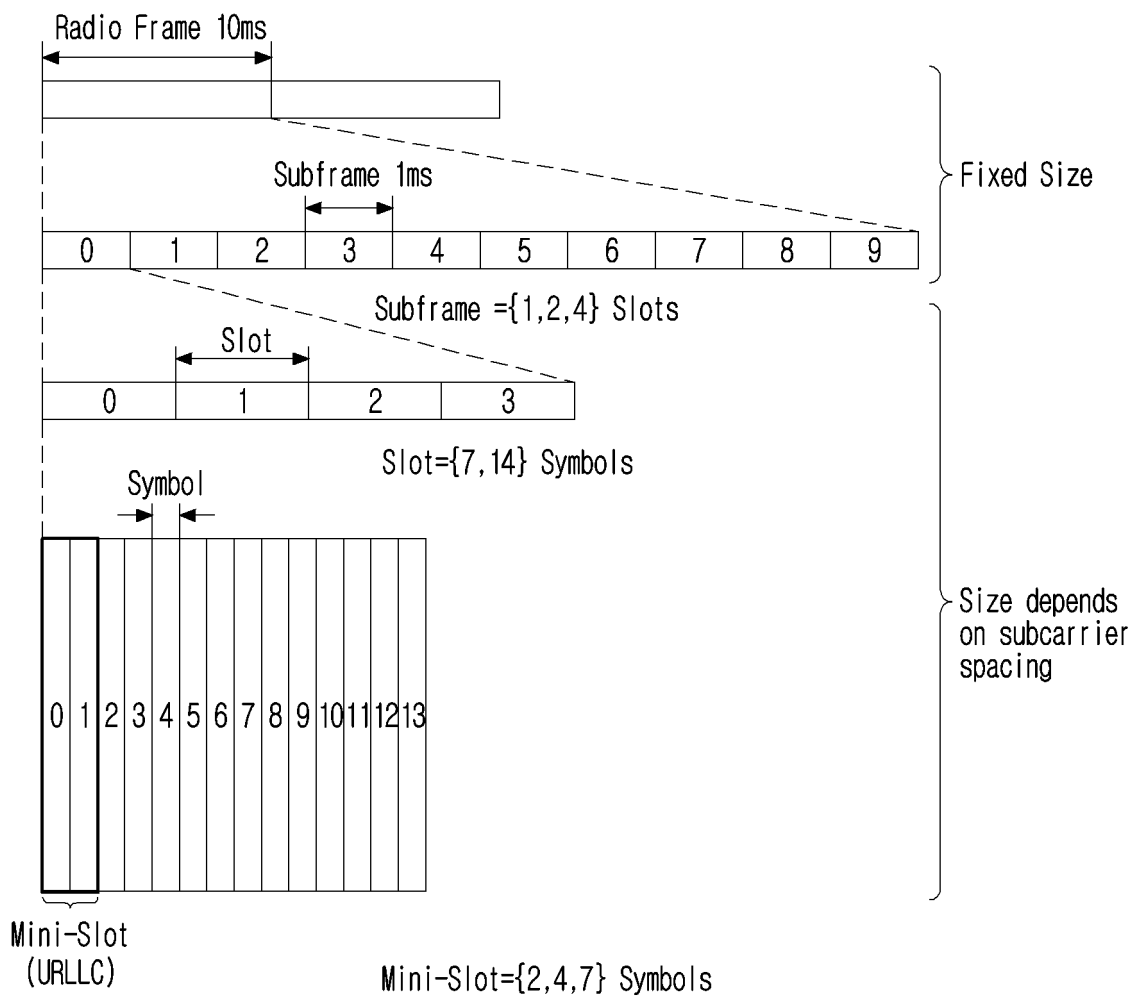 Radio Frame 10ms
Subframe 1ms
Fixed Size
0 1 2 3 4 5 6 7 8 9
Subframe ={1,2,4} Slots
Slot
0 1 2 3
Slot={7,14} Symbols
Symbol
Size depends
on subcarrier
spacing
0 1 2 3 4 5 6 7 8 9 10 11 12 13
Mini-Slot
(URLLC)
Mini-Slot={2,4,7} Symbols